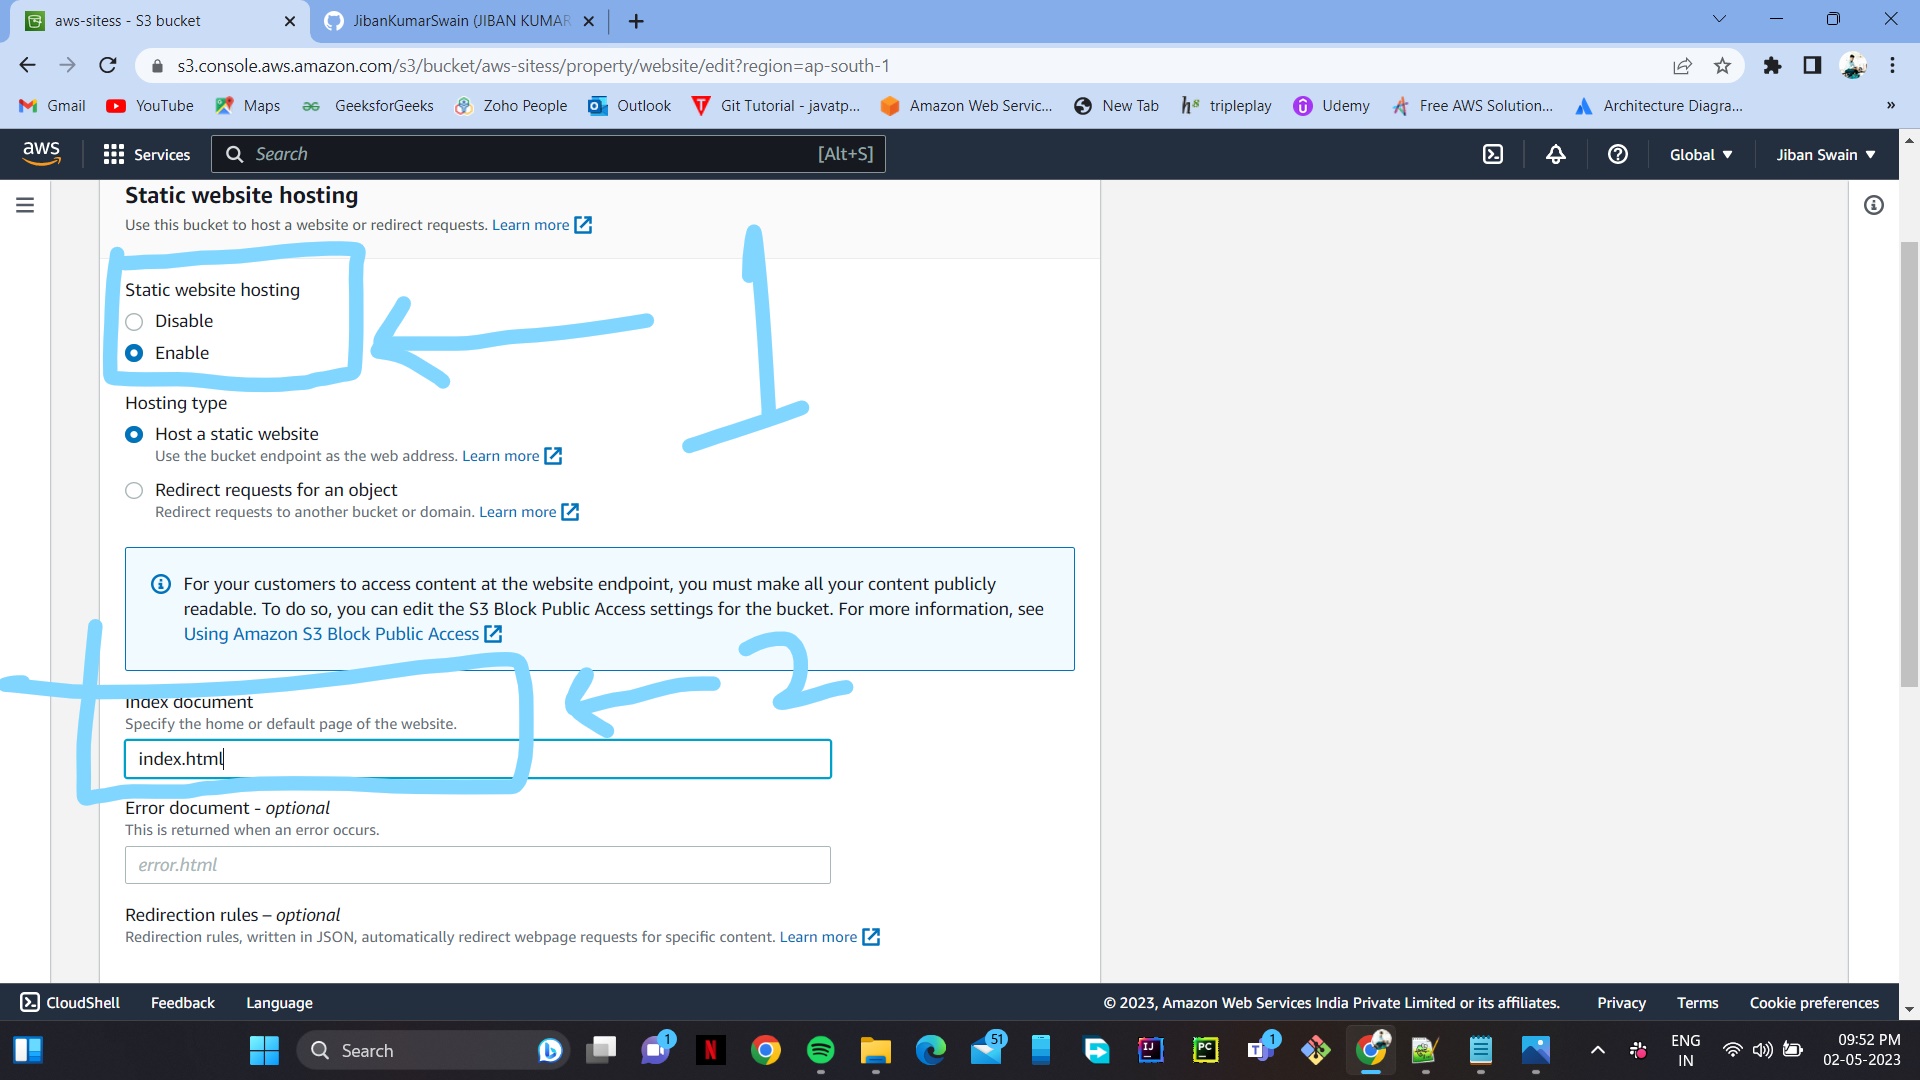 aws-sitess - S3 bucket
JibanKumarSwain (JIBAN KUMAR
s3.console.aws.amazon.com/s3/bucket/aws-sitess/property/website/edit?region=ap-south-1
Gmail YouTube Maps GeeksforGeeks Zoho People Outlook Git Tutorial - javatp... Amazon Web Servic... New Tab tripleplay Udemy Free AWS Solution... Architecture Diagra... »
aws Services Search [Alt+S] Global Jiban Swain
Static website hosting
Use this bucket to host a website or redirect requests. Learn more
1
Static website hosting
Disable
Enable
Hosting type
Host a static website
Use the bucket endpoint as the web address. Learn more
Redirect requests for an object
Redirect requests to another bucket or domain. Learn more
For your customers to access content at the website endpoint, you must make all your content publicly
readable. To do so, you can edit the S3 Block Public Access settings for the bucket. For more information, see
Using Amazon S3 Block Public Access
2
Index document
Specify the home or default page of the website.
index.html
Error document - optional
This is returned when an error occurs.
error.html
Redirection rules – optional
Redirection rules, written in JSON, automatically redirect webpage requests for specific content. Learn more
CloudShell Feedback Language © 2023, Amazon Web Services India Private Limited or its affiliates. Privacy Terms Cookie preferences
Search 1 N 51 IJ PC T 1 ENG 09:52 PM
IN 02-05-2023